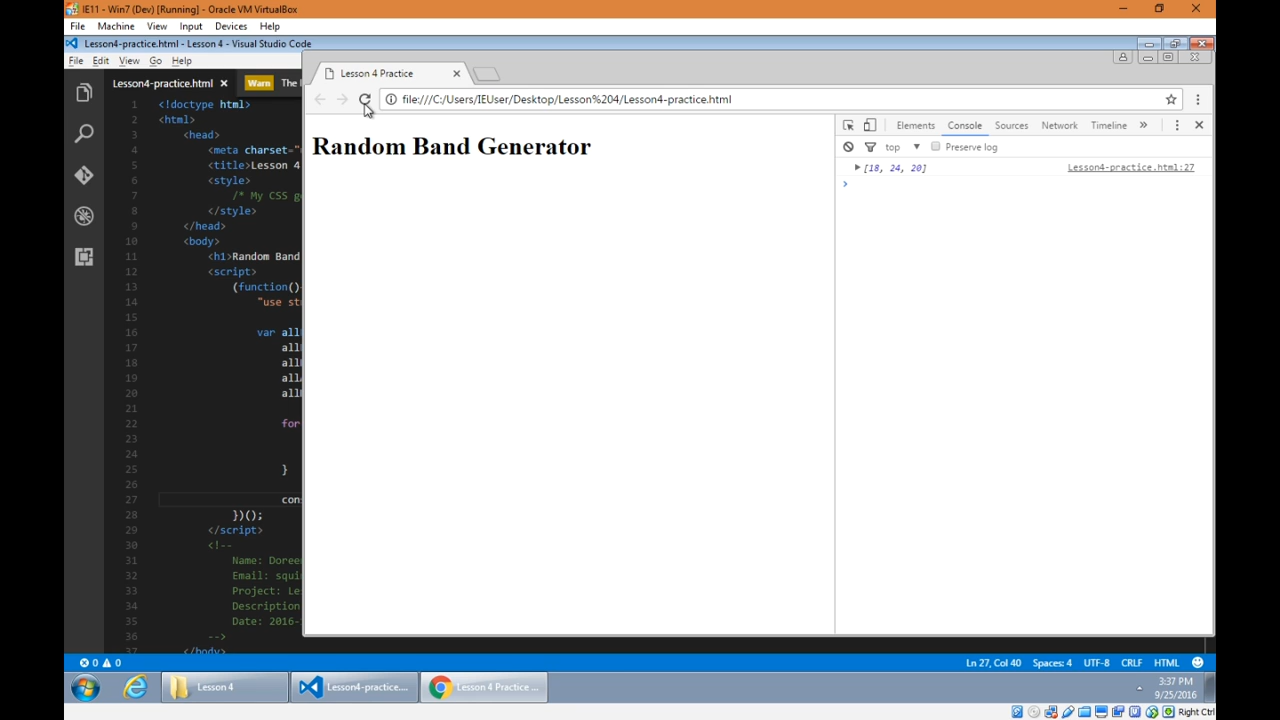 IE11 - Win7 (Dev) [Running] - Oracle VM VirtualBox
File Machine View Input Devices Help
Lesson4-practice.html - Lesson 4 - Visual Studio Code
File Edit View Go Help
Lesson4-practice.html × Warn The l
1 <!doctype html>
2 <html>
3 <head>
4 <meta charset="
5 <title>Lesson 4
6 <style>
7 /* My CSS g
8 </style>
9 </head>
10 <body>
11 <h1>Random Band
12 <script>
13 (function()
14 "use st
15
16 var all
17 all
18 all
19 all
20 all
21
22 for
23
24
25 }
26
27 con
28 })();
29 </script>
30 <!--
31 Name: Doree
32 Email: squi
33 Project: Le
34 Description
35 Date: 2016-
36 -->
37 </body>
Lesson 4 Practice ×
file:///C:/Users/IEUser/Desktop/Lesson%204/Lesson4-practice.html
Random Band Generator
Elements Console Sources Network Timeline »
top ▼ Preserve log
[18, 24, 20] Lesson4-practice.html:27
0 0 Ln 27, Col 40 Spaces: 4 UTF-8 CRLF HTML
Lesson 4 Lesson4-practice.... Lesson 4 Practice ...
3:37 PM
9/25/2016
Right Ctrl